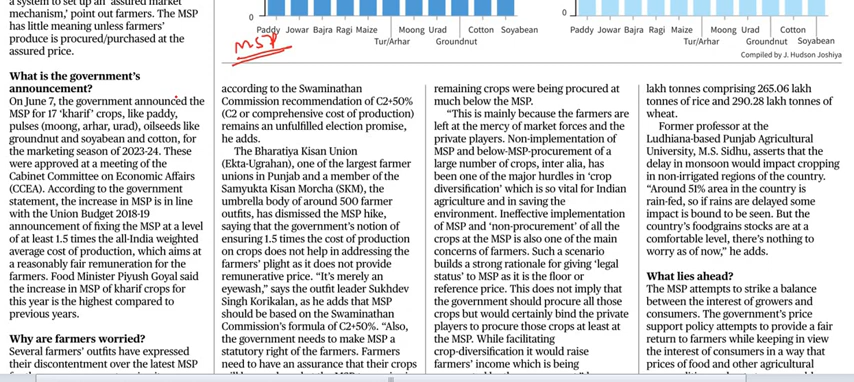 a system to set up an 'assured market
mechanism,' point out farmers. The MSP
has little meaning unless farmers'
produce is procured/purchased at the
assured price.
What is the government's
announcement?
On June 7, the government announced the
MSP for 17 'kharif' crops, like paddy,
pulses (moong, arhar, urad), oilseeds like
groundnut and soyabean and cotton, for
the marketing season of 2023-24. These
were approved at a meeting of the
Cabinet Committee on Economic Affairs
(CCEA). According to the government
statement, the increase in MSP is in line
with the Union Budget 2018-19
announcement of fixing the MSP at a level
of at least 1.5 times the all-India weighted
average cost of production, which aims at
a reasonably fair remuneration for the
farmers. Food Minister Piyush Goyal said
the increase in MSP of kharif crops for
this year is the highest compared to
previous years.
Why are farmers worried?
Several farmers' outfits have expressed
their discontentment over the latest MSP
0
Paddy Jowar Bajra Ragi Maize Moong Urad Cotton Soyabean
Tur/Arhar Groundnut
MSP
0
Paddy Jowar Bajra Ragi Maize Moong Urad Cotton
Tur/Arhar Groundnut Soyabean
Compiled by J. Hudson Joshiya
according to the Swaminathan
Commission recommendation of C2+50%
(C2 or comprehensive cost of production)
remains an unfulfilled election promise,
he adds.
The Bharatiya Kisan Union
(Ekta-Ugrahan), one of the largest farmer
unions in Punjab and a member of the
Samyukta Kisan Morcha (SKM), the
umbrella body of around 500 farmer
outfits, has dismissed the MSP hike,
saying that the government's notion of
ensuring 1.5 times the cost of production
on crops does not help in addressing the
farmers' plight as it does not provide
remunerative price. "It's merely an
eyewash," says the outfit leader Sukhdev
Singh Korikalan, as he adds that MSP
should be based on the Swaminathan
Commission's formula of C2+50%. "Also,
the government needs to make MSP a
statutory right of the farmers. Farmers
need to have an assurance that their crops
remaining crops were being procured at
much below the MSP.
"This is mainly because the farmers are
left at the mercy of market forces and the
private players. Non-implementation of
MSP and below-MSP-procurement of a
large number of crops, inter alia, has
been one of the major hurdles in 'crop
diversification' which is so vital for Indian
agriculture and in saving the
environment. Ineffective implementation
of MSP and 'non-procurement' of all the
crops at the MSP is also one of the main
concerns of farmers. Such a scenario
builds a strong rationale for giving 'legal
status' to MSP as it is the floor or
reference price. This does not imply that
the government should procure all those
crops but would certainly bind the private
players to procure those crops at least at
the MSP. While facilitating
crop-diversification it would raise
farmers' income which is being
lakh tonnes comprising 265.06 lakh
tonnes of rice and 290.28 lakh tonnes of
wheat.
Former professor at the
Ludhiana-based Punjab Agricultural
University, M.S. Sidhu, asserts that the
delay in monsoon would impact cropping
in non-irrigated regions of the country.
"Around 51% area in the country is
rain-fed, so if rains are delayed some
impact is bound to be seen. But the
country's foodgrains stocks are at a
comfortable level, there's nothing to
worry as of now," he adds.
What lies ahead?
The MSP attempts to strike a balance
between the interest of growers and
consumers. The government's price
support policy attempts to provide a fair
return to farmers while keeping in view
the interest of consumers in a way that
prices of food and other agricultural